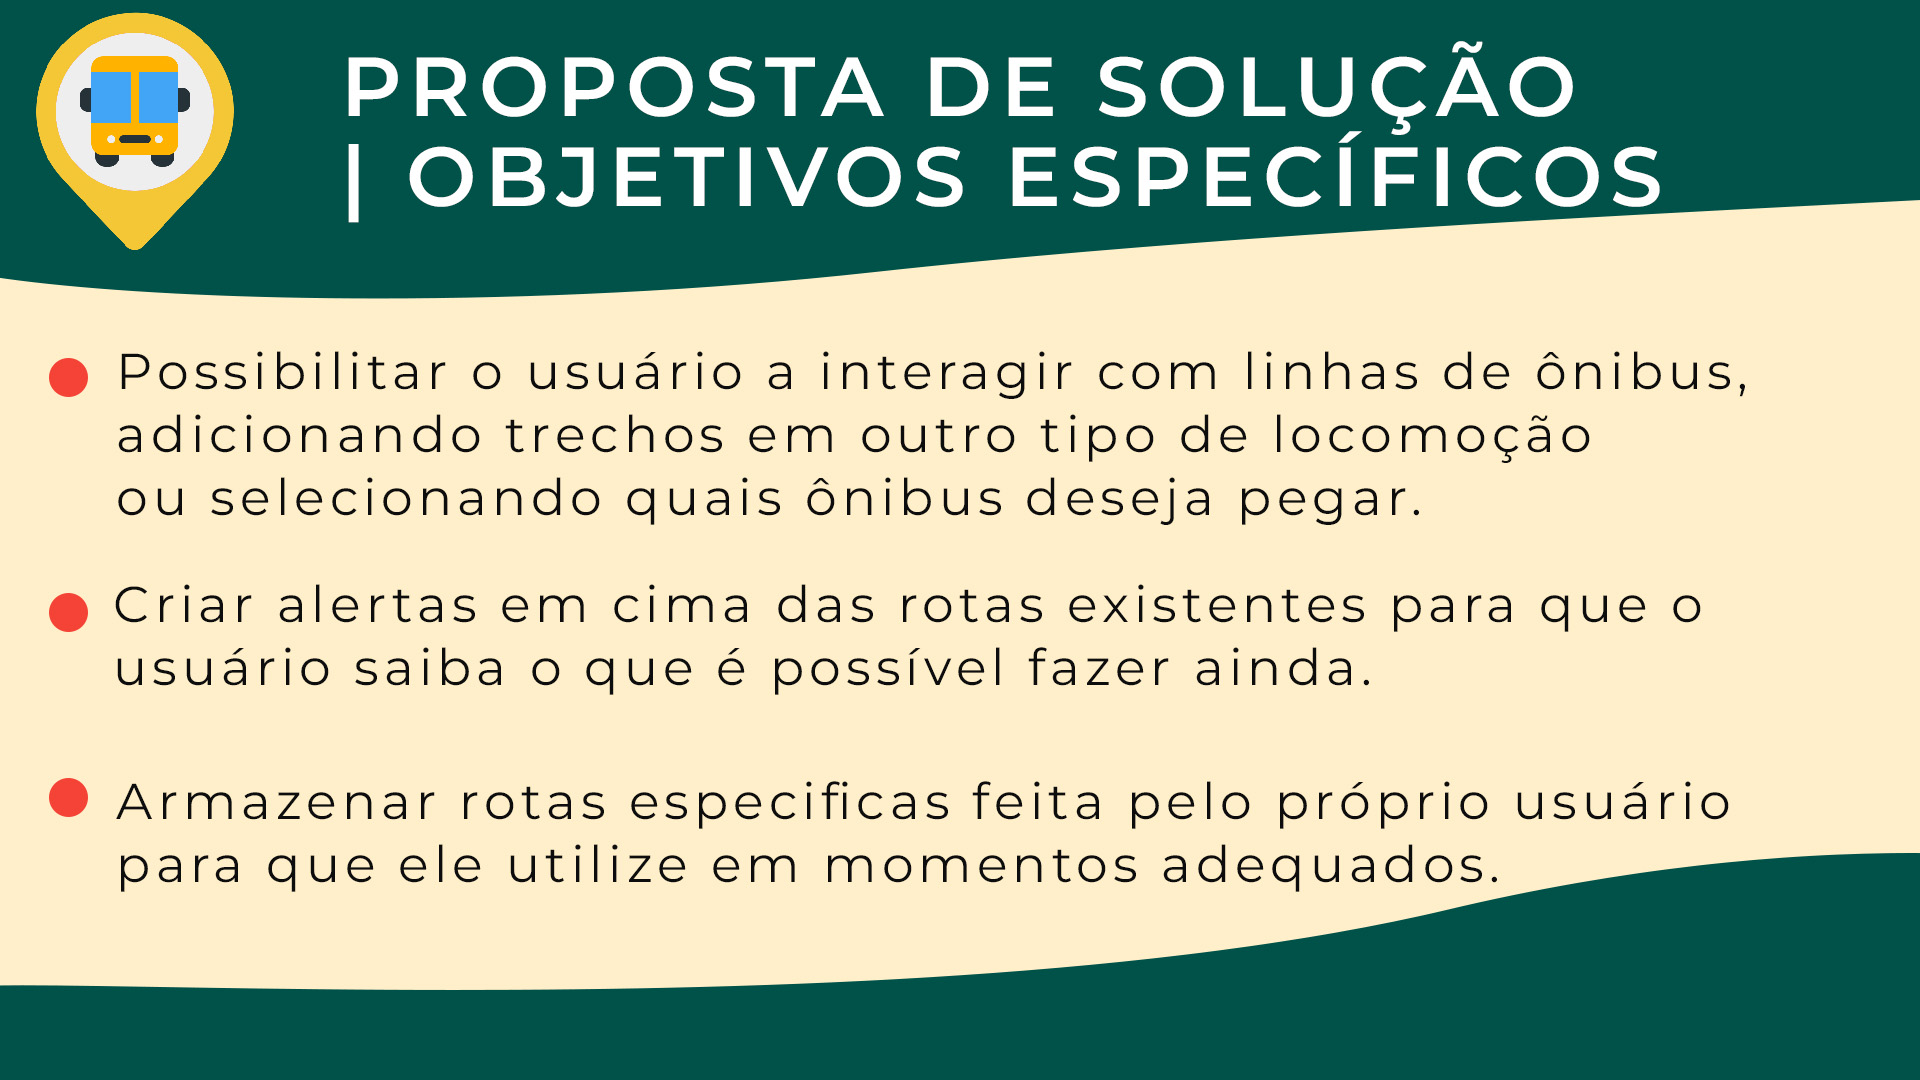 PROPOSTA DE SOLUÇÃO
| OBJETIVOS ESPECÍFICOS
Possibilitar o usuário a interagir com linhas de ônibus,
adicionando trechos em outro tipo de locomoção
ou selecionando quais ônibus deseja pegar.
Criar alertas em cima das rotas existentes para que o
usuário saiba o que é possível fazer ainda.
Armazenar rotas especificas feita pelo próprio usuário
para que ele utilize em momentos adequados.